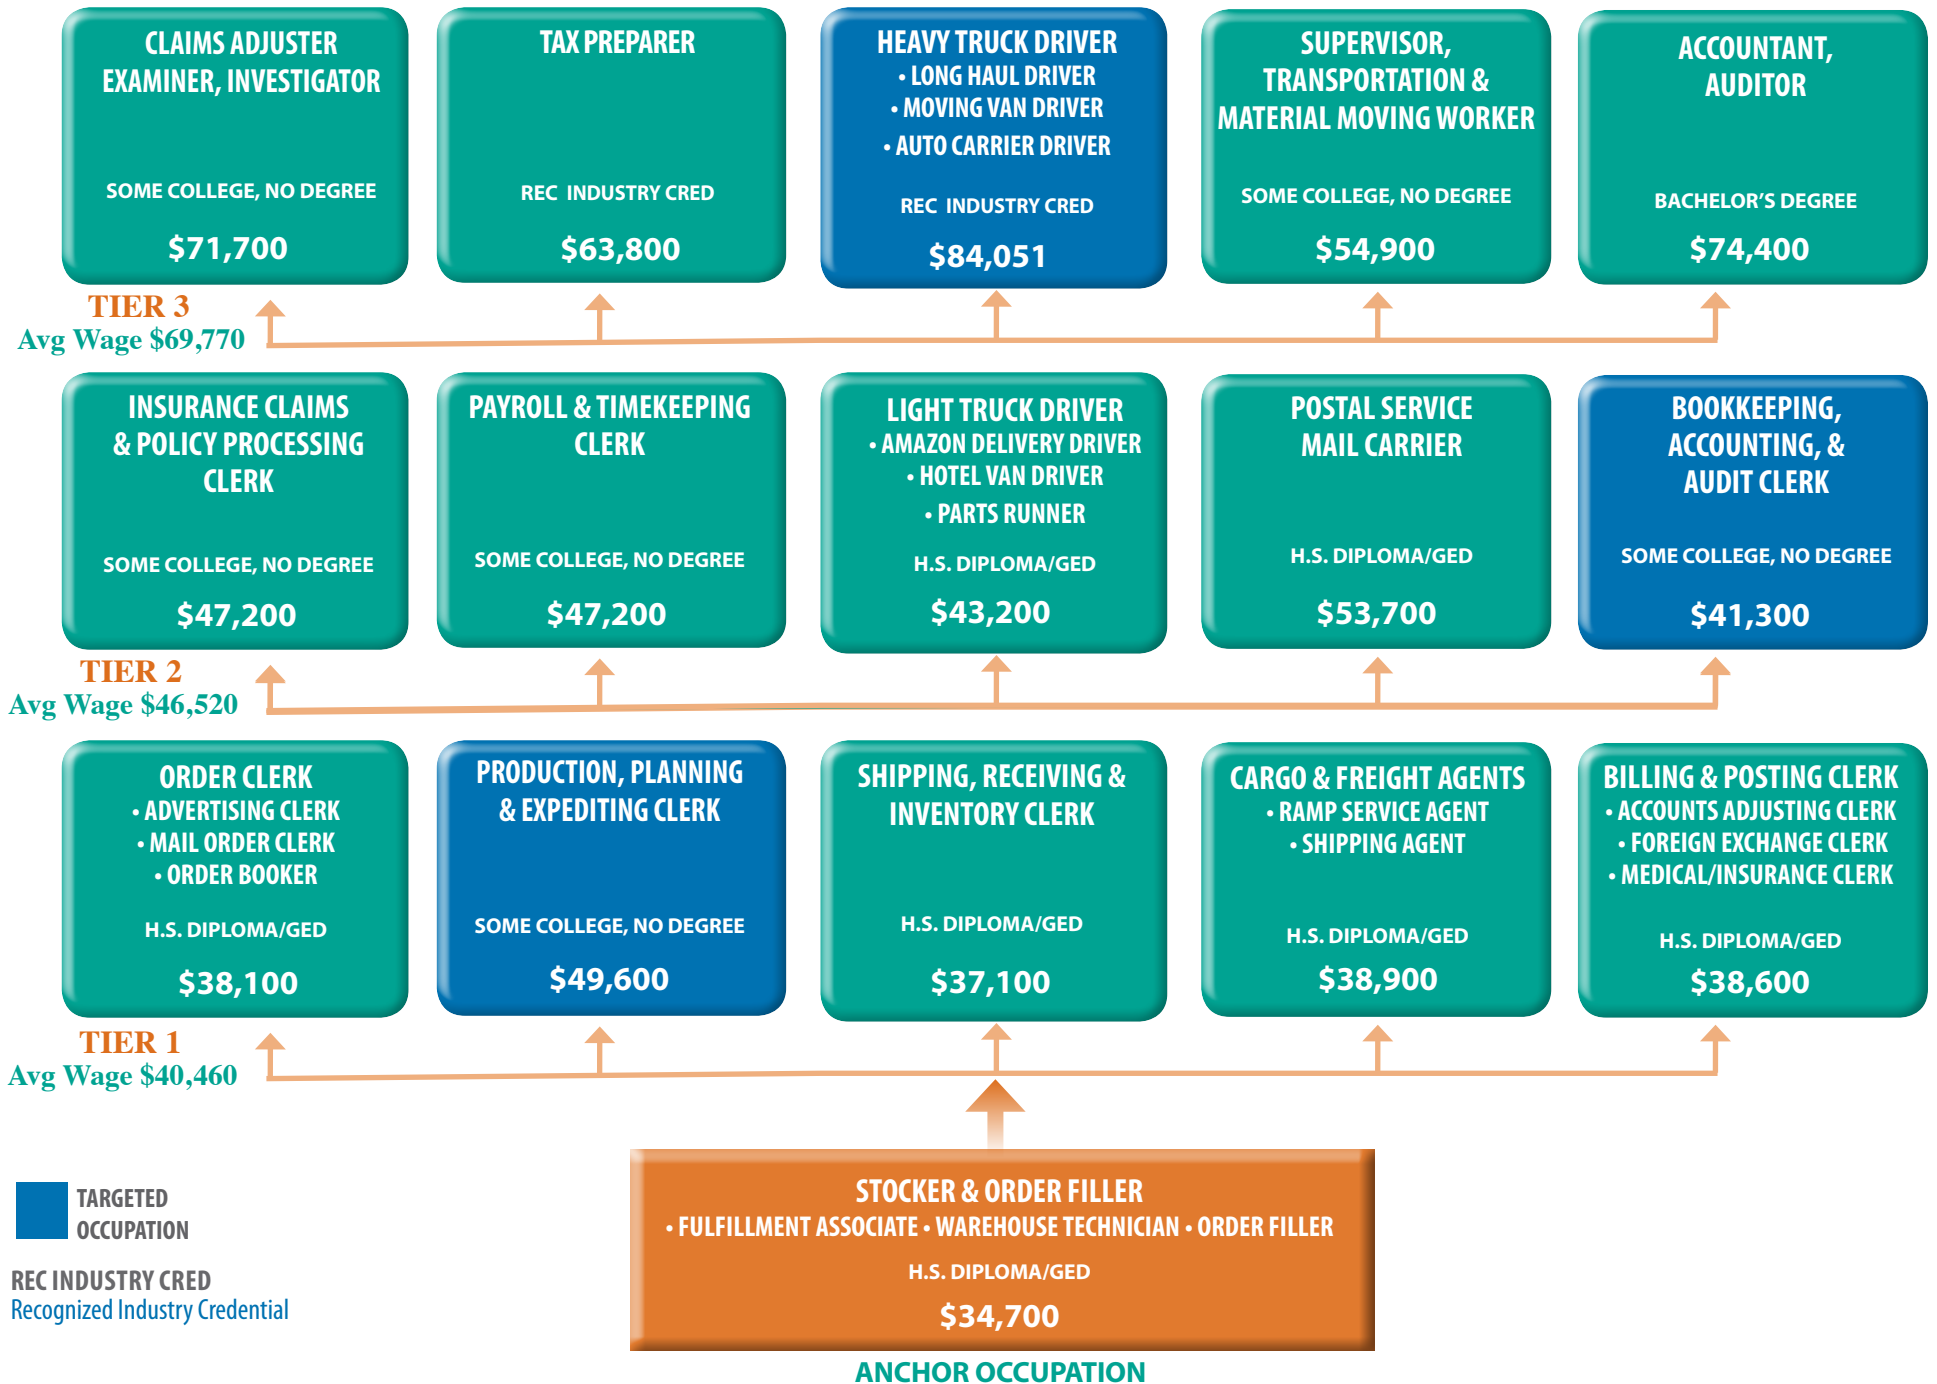 CLAIMS ADJUSTER
EXAMINER, INVESTIGATOR
SOME COLLEGE, NO DEGREE
$71,700
TAX PREPARER
REC INDUSTRY CRED
$63,800
HEAVY TRUCK DRIVER
• LONG HAUL DRIVER
• MOVING VAN DRIVER
• AUTO CARRIER DRIVER
REC INDUSTRY CRED
$84,051
SUPERVISOR,
TRANSPORTATION &
MATERIAL MOVING WORKER
SOME COLLEGE, NO DEGREE
$54,900
ACCOUNTANT,
AUDITOR
BACHELOR'S DEGREE
$74,400
TIER 3
Avg Wage $69,770
INSURANCE CLAIMS
& POLICY PROCESSING
CLERK
SOME COLLEGE, NO DEGREE
$47,200
PAYROLL & TIMEKEEPING
CLERK
SOME COLLEGE, NO DEGREE
$47,200
LIGHT TRUCK DRIVER
• AMAZON DELIVERY DRIVER
• HOTEL VAN DRIVER
• PARTS RUNNER
H.S. DIPLOMA/GED
$43,200
POSTAL SERVICE
MAIL CARRIER
H.S. DIPLOMA/GED
$53,700
BOOKKEEPING,
ACCOUNTING, &
AUDIT CLERK
SOME COLLEGE, NO DEGREE
$41,300
TIER 2
Avg Wage $46,520
ORDER CLERK
• ADVERTISING CLERK
• MAIL ORDER CLERK
• ORDER BOOKER
H.S. DIPLOMA/GED
$38,100
PRODUCTION, PLANNING
& EXPEDITING CLERK
SOME COLLEGE, NO DEGREE
$49,600
SHIPPING, RECEIVING &
INVENTORY CLERK
H.S. DIPLOMA/GED
$37,100
CARGO & FREIGHT AGENTS
• RAMP SERVICE AGENT
• SHIPPING AGENT
H.S. DIPLOMA/GED
$38,900
BILLING & POSTING CLERK
• ACCOUNTS ADJUSTING CLERK
• FOREIGN EXCHANGE CLERK
• MEDICAL/INSURANCE CLERK
H.S. DIPLOMA/GED
$38,600
TIER 1
Avg Wage $40,460
STOCKER & ORDER FILLER
• FULFILLMENT ASSOCIATE • WAREHOUSE TECHNICIAN • ORDER FILLER
H.S. DIPLOMA/GED
$34,700
ANCHOR OCCUPATION
TARGETED
OCCUPATION
REC INDUSTRY CRED
Recognized Industry Credential